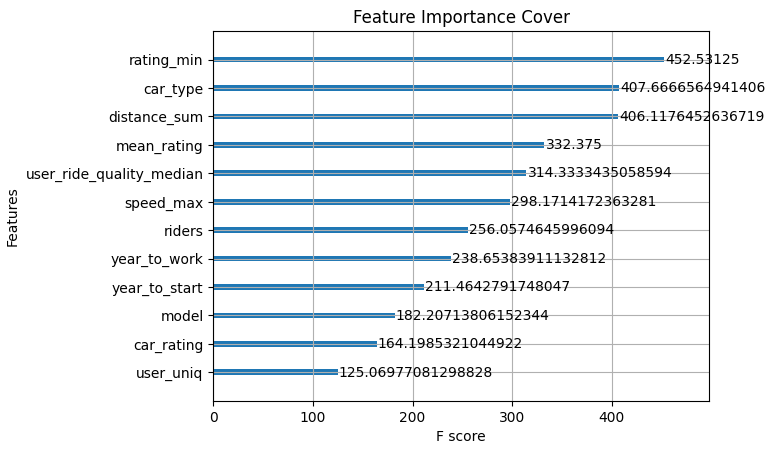 Feature Importance Cover
Features
rating_min 452.53125
car_type 407.6666564941406
distance_sum 406.1176452636719
mean_rating 332.375
user_ride_quality_median 314.3333435058594
speed_max 298.1714172363281
riders 256.0574645996094
year_to_work 238.65383911132812
year_to_start 211.4642791748047
model 182.20713806152344
car_rating 164.1985321044922
user_uniq 125.06977081298828
0 100 200 300 400
F score